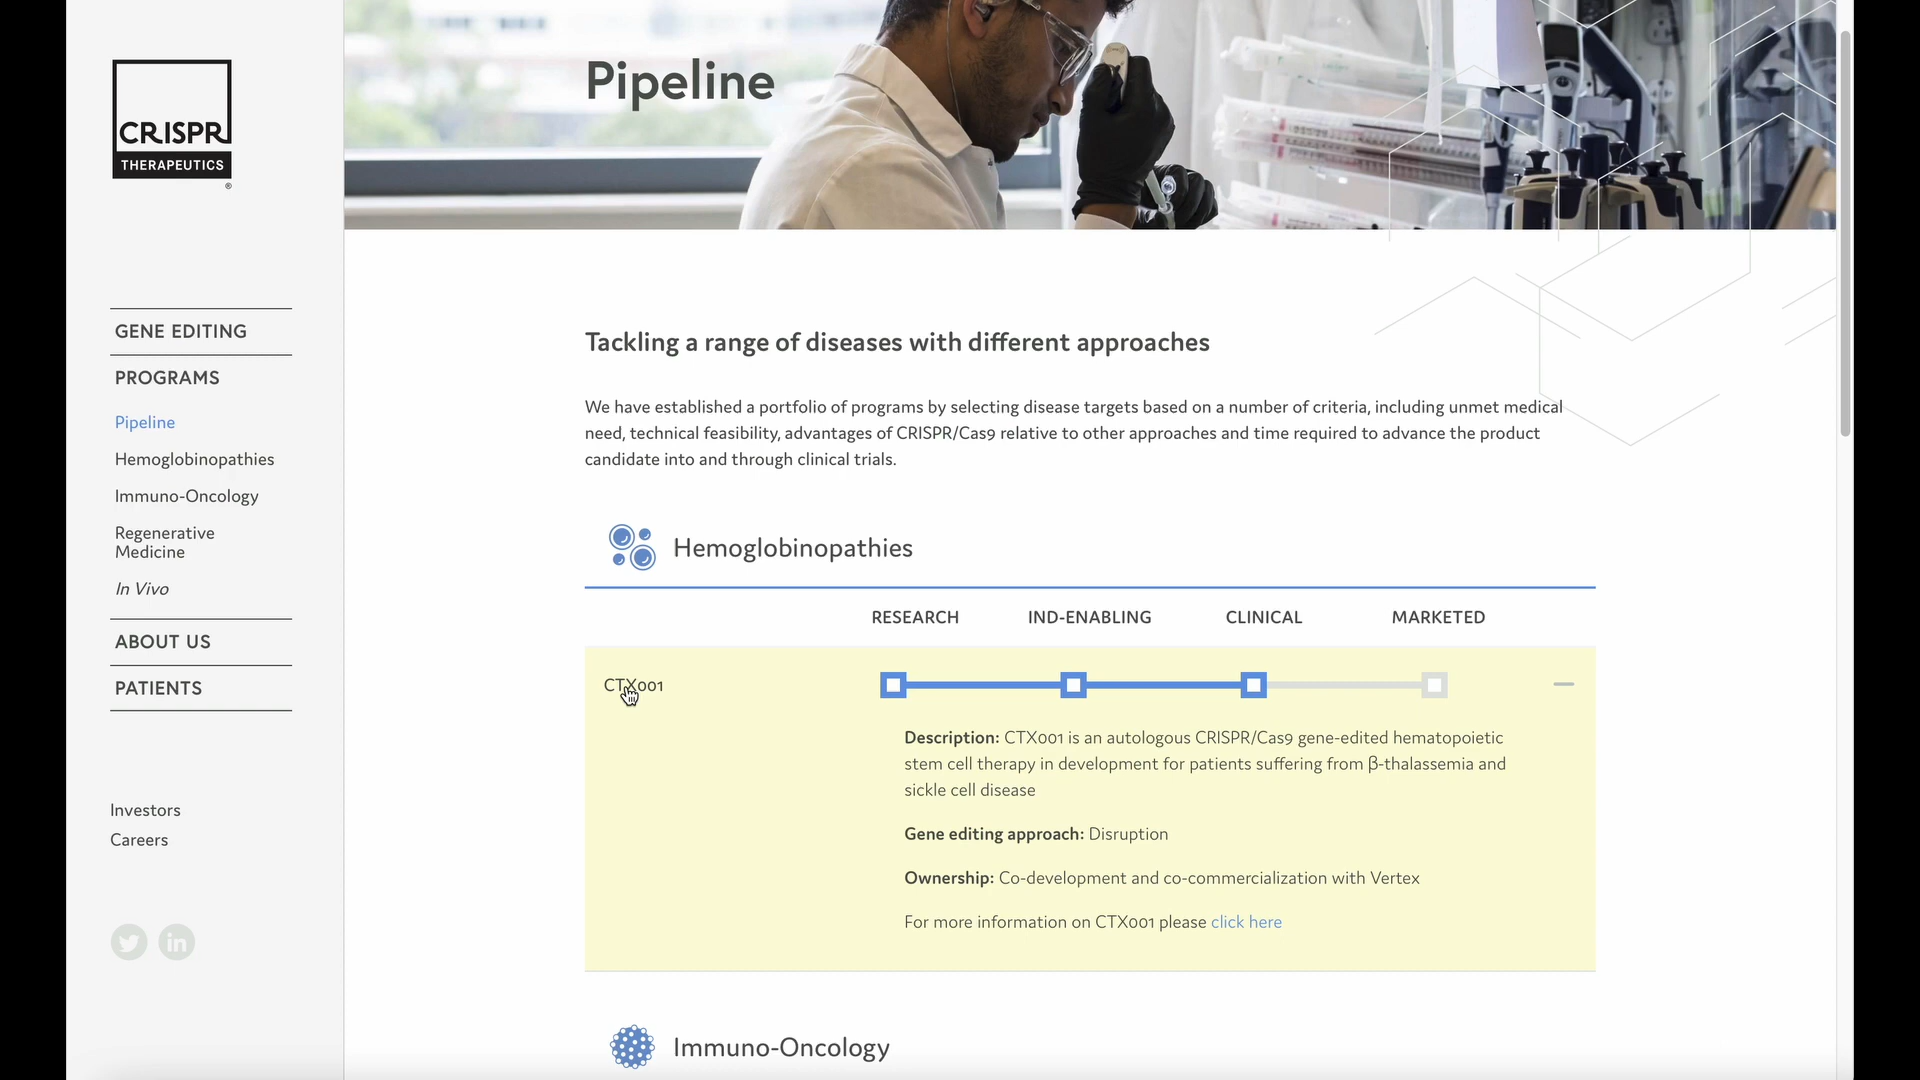 CRISPR
THERAPEUTICS
®
GENE EDITING
PROGRAMS
Pipeline
Hemoglobinopathies
Immuno-Oncology
Regenerative
Medicine
In Vivo
ABOUT US
PATIENTS
Investors
Careers
in
Pipeline
Tackling a range of diseases with different approaches
We have established a portfolio of programs by selecting disease targets based on a number of criteria, including unmet medical
need, technical feasibility, advantages of CRISPR/Cas9 relative to other approaches and time required to advance the product
candidate into and through clinical trials.
Hemoglobinopathies
RESEARCH IND-ENABLING CLINICAL MARKETED
CTX001
Description: CTX001 is an autologous CRISPR/Cas9 gene-edited hematopoietic
stem cell therapy in development for patients suffering from β-thalassemia and
sickle cell disease
Gene editing approach: Disruption
Ownership: Co-development and co-commercialization with Vertex
For more information on CTX001 please click here
Immuno-Oncology